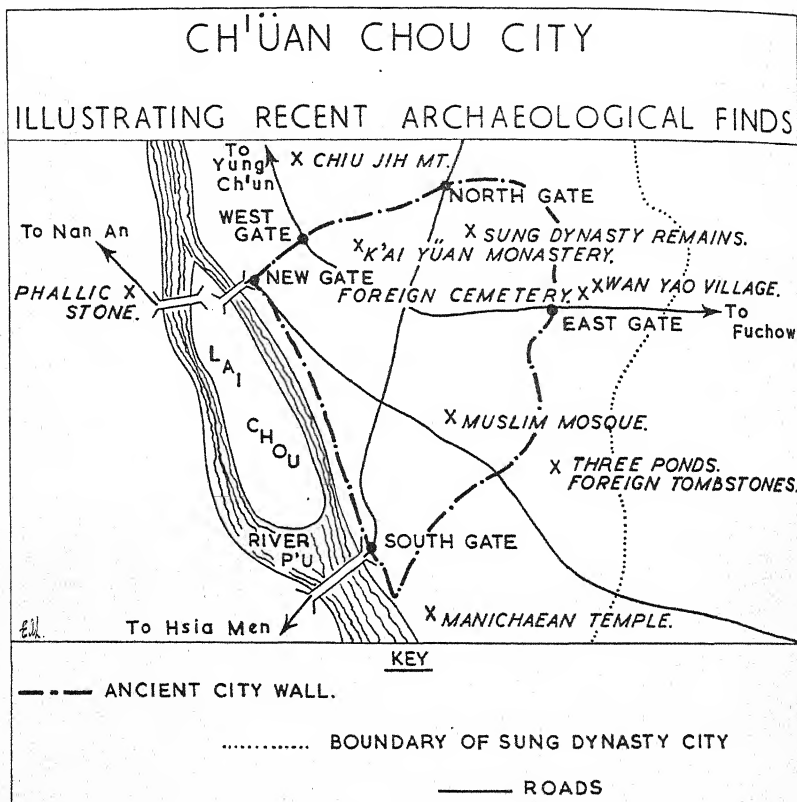 CH'ÜAN CHOU CITY
ILLUSTRATING RECENT ARCHAEOLOGICAL FINDS
To
Yung
Ch'un
X CHIU JIH MT.
NORTH GATE
WEST
GATE
To Nan An
X SUNG DYNASTY REMAINS.
X K'AI YÜAN MONASTERY.
NEW GATE
PHALLIC X
STONE.
FOREIGN CEMETERY. X
X WAN YAO VILLAGE.
EAST GATE
To
Fuchow
LAI
CHOU
X MUSLIM MOSQUE.
X THREE PONDS.
FOREIGN TOMBSTONES.
RIVER
P'U
SOUTH GATE
To Hsia Men
X MANICHAEAN TEMPLE.
KEY
ANCIENT CITY WALL.
BOUNDARY OF SUNG DYNASTY CITY
ROADS